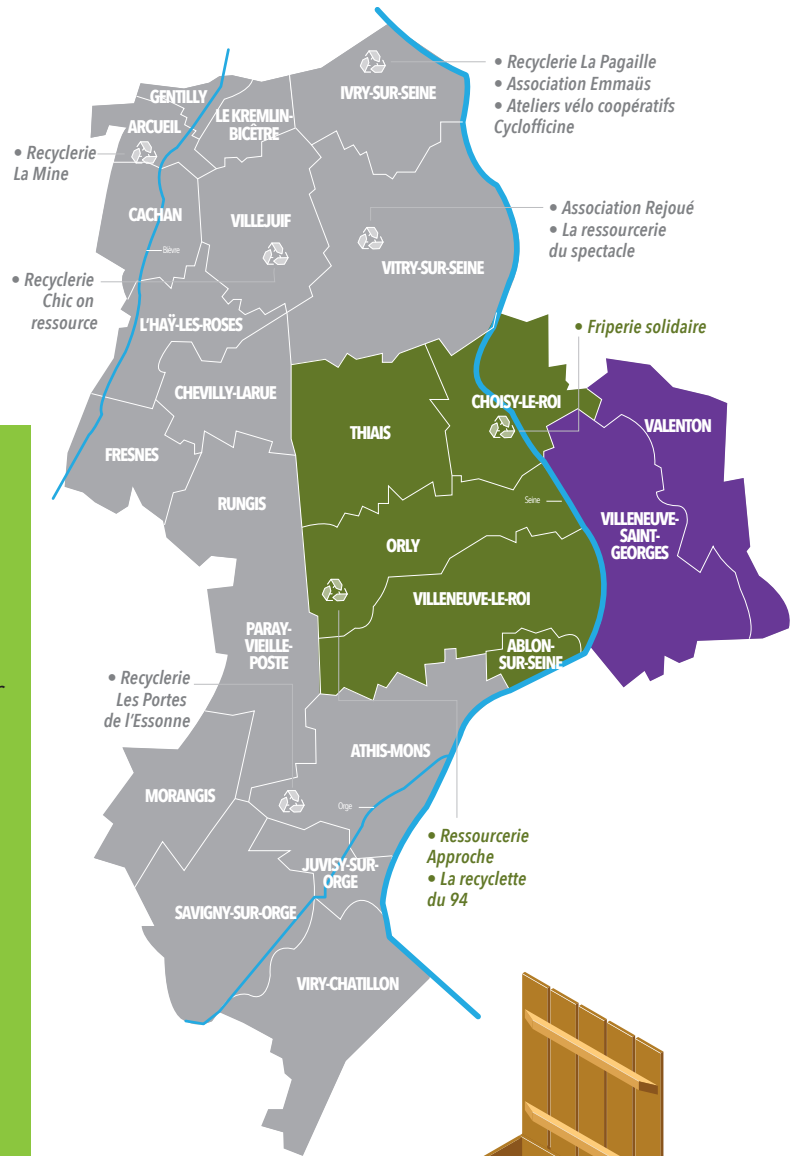 • Recyclerie La Pagaille
• Association Emmaüs
• Ateliers vélo coopératifs
Cyclofficine
GENTILLY
IVRY-SUR-SEINE
LE KREMLIN-
BICÊTRE
ARCUEIL
• Recyclerie
La Mine
CACHAN
VILLEJUIF
• Association Rejoué
• La ressourcerie
du spectacle
Bièvre
VITRY-SUR-SEINE
• Recyclerie
Chic on
ressource
L'HAŸ-LES-ROSES
• Friperie solidaire
CHEVILLY-LARUE
CHOISY-LE-ROI
THIAIS
VALENTON
FRESNES
RUNGIS
Seine
VILLENEUVE-
SAINT-
GEORGES
ORLY
VILLENEUVE-LE-ROI
PARAY-
VIEILLE-
POSTE
ABLON-
SUR-SEINE
• Recyclerie
Les Portes
de l'Essonne
ATHIS-MONS
MORANGIS
Orge
• Ressourcerie
Approche
• La recyclette
du 94
JUVISY-SUR-
ORGE
SAVIGNY-SUR-ORGE
VIRY-CHATILLON